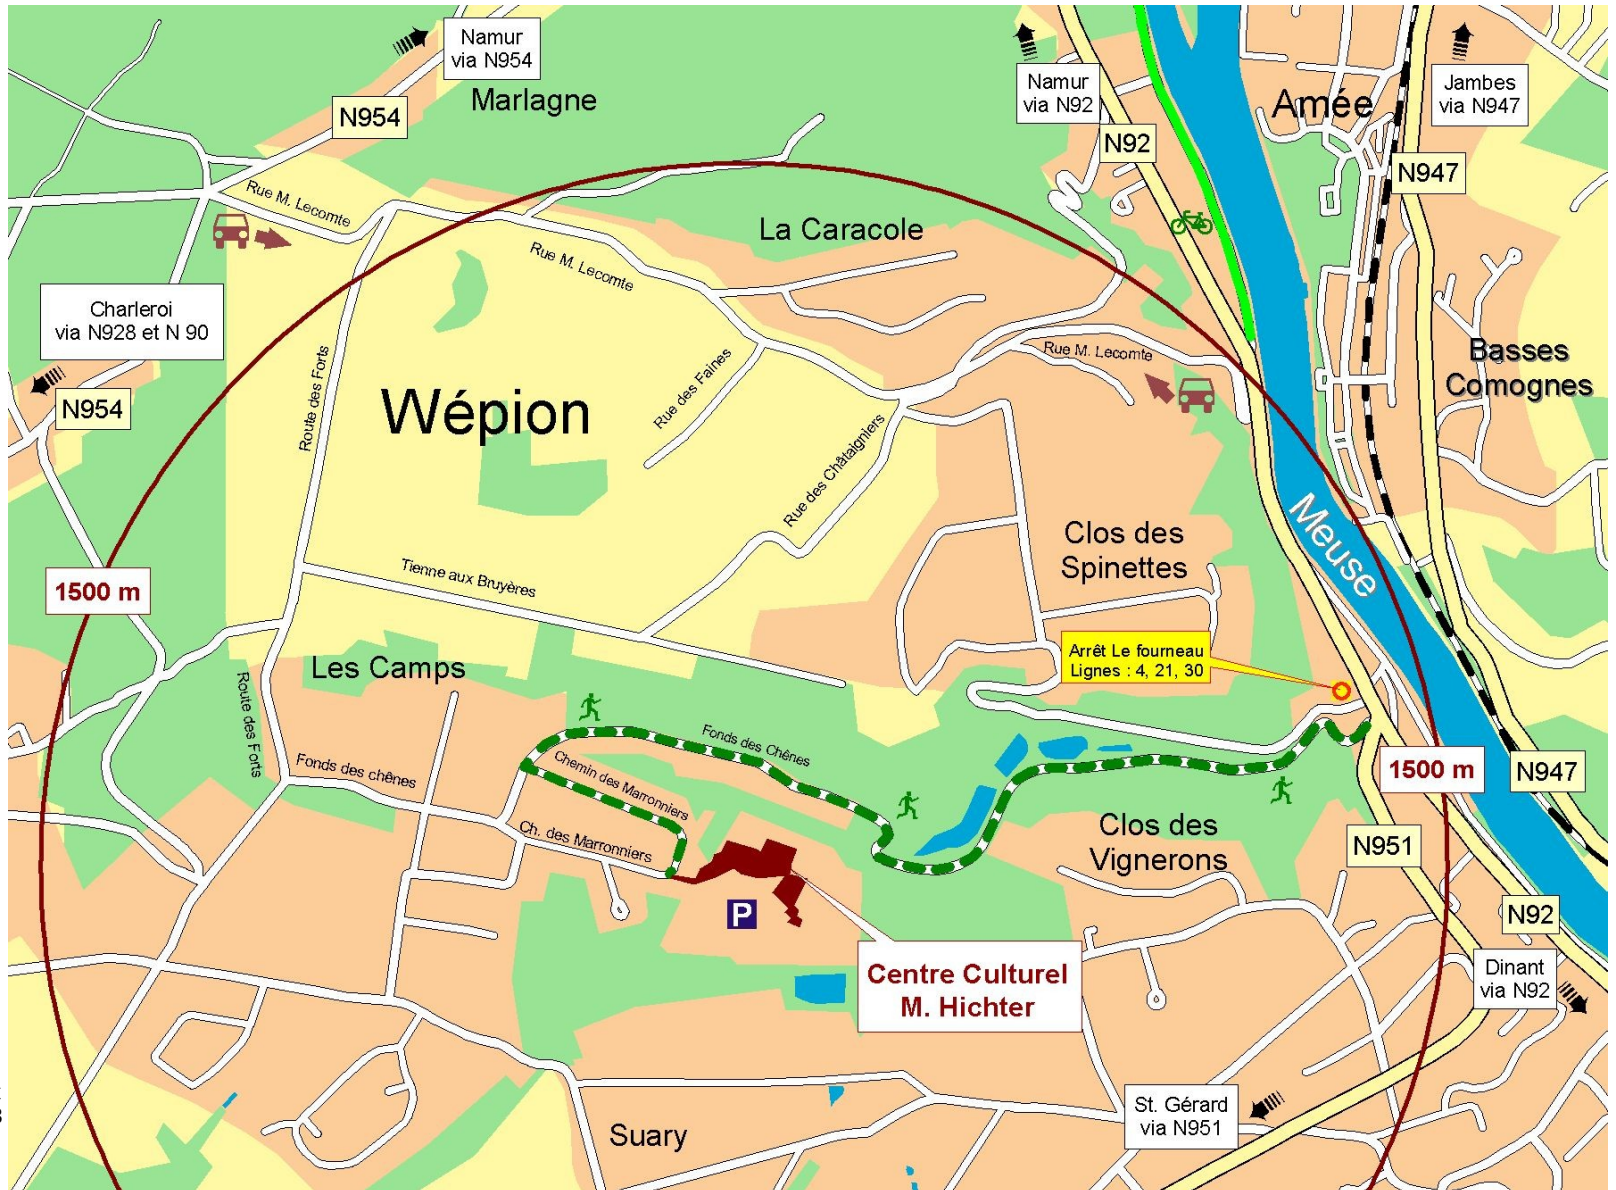 Namur
via N954
Marlagne
N954
Namur
via N92
Amée
Jambes
via N947
N92
N947
Rue M. Lecomte
La Caracole
Rue M. Lecomte
Charleroi
via N928 et N 90
Rue M. Lecomte
Basses
Comognes
N954
Route des Forts
Wépion
Rue des Faines
Rue des Châtaigniers
Meuse
Clos des
Spinettes
1500 m
Tienne aux Bruyères
Arrêt Le fourneau
Lignes : 4, 21, 30
Les Camps
Route des Forts
Fonds des Chênes
Fonds des chênes
Chemin des Marronniers
1500 m
N947
Ch. des Marronniers
Clos des
Vignerons
N951
P
N92
Centre Culturel
M. Hichter
Dinant
via N92
St. Gérard
via N951
Suary